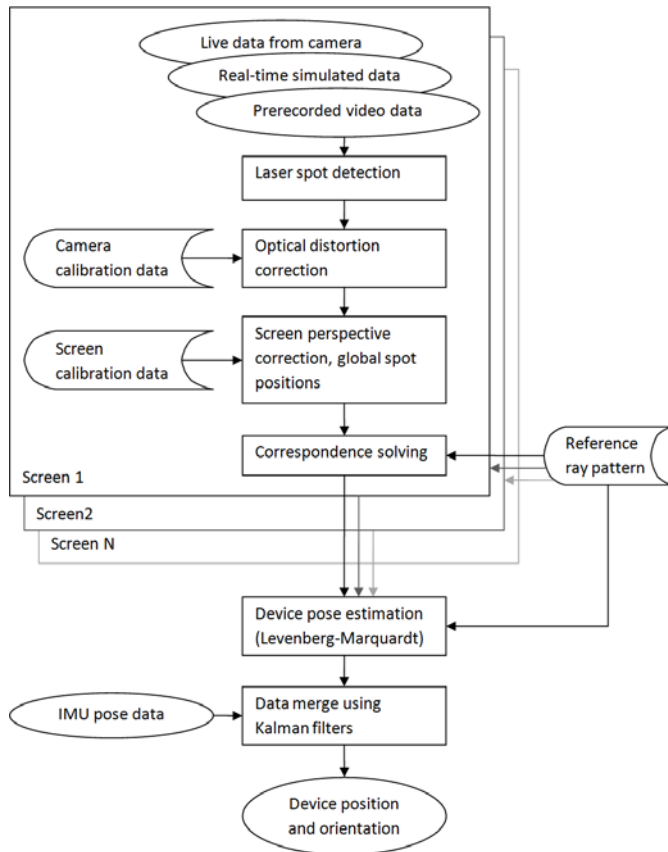 Live data from camera
Real-time simulated data
Prerecorded video data
Laser spot detection
Camera
calibration data
Optical distortion
correction
Screen
calibration data
Screen perspective
correction, global spot
positions
Correspondence solving
Reference
ray pattern
Screen 1
Screen2
Screen N
Device pose estimation
(Levenberg-Marquardt)
IMU pose data
Data merge using
Kalman filters
Device position
and orientation